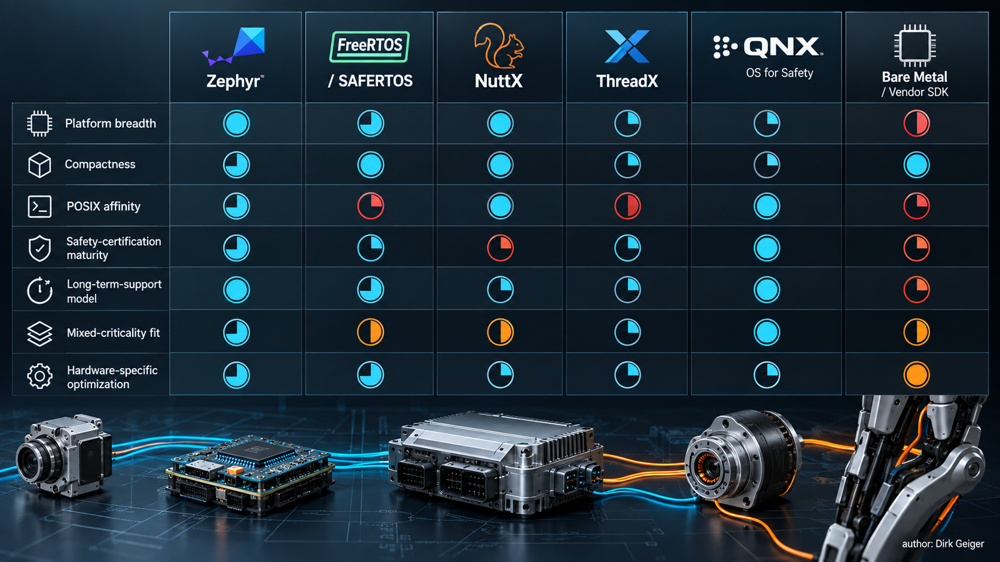 Zephyr™
FreeRTOS
/ SAFERTOS
NuttX
ThreadX
QNX
OS for Safety
Bare Metal
/ Vendor SDK
Platform breadth
Compactness
POSIX affinity
Safety-certification
maturity
Long-term-support
model
Mixed-criticality fit
Hardware-specific
optimization
author: Dirk Geiger